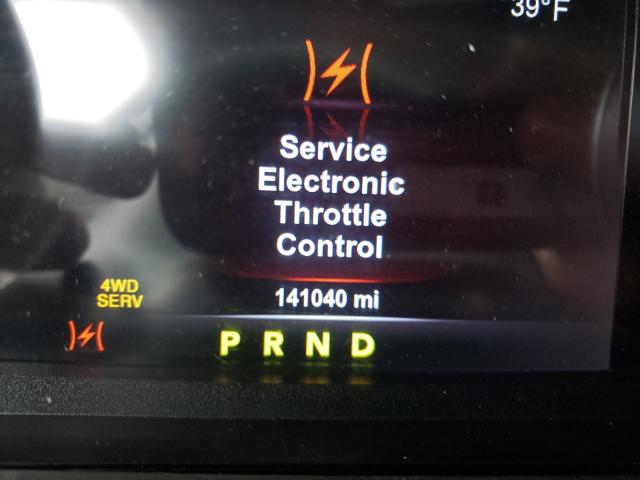 39°F
Service
Electronic
Throttle
Control
141040 mi
4WD
SERV
P R N D